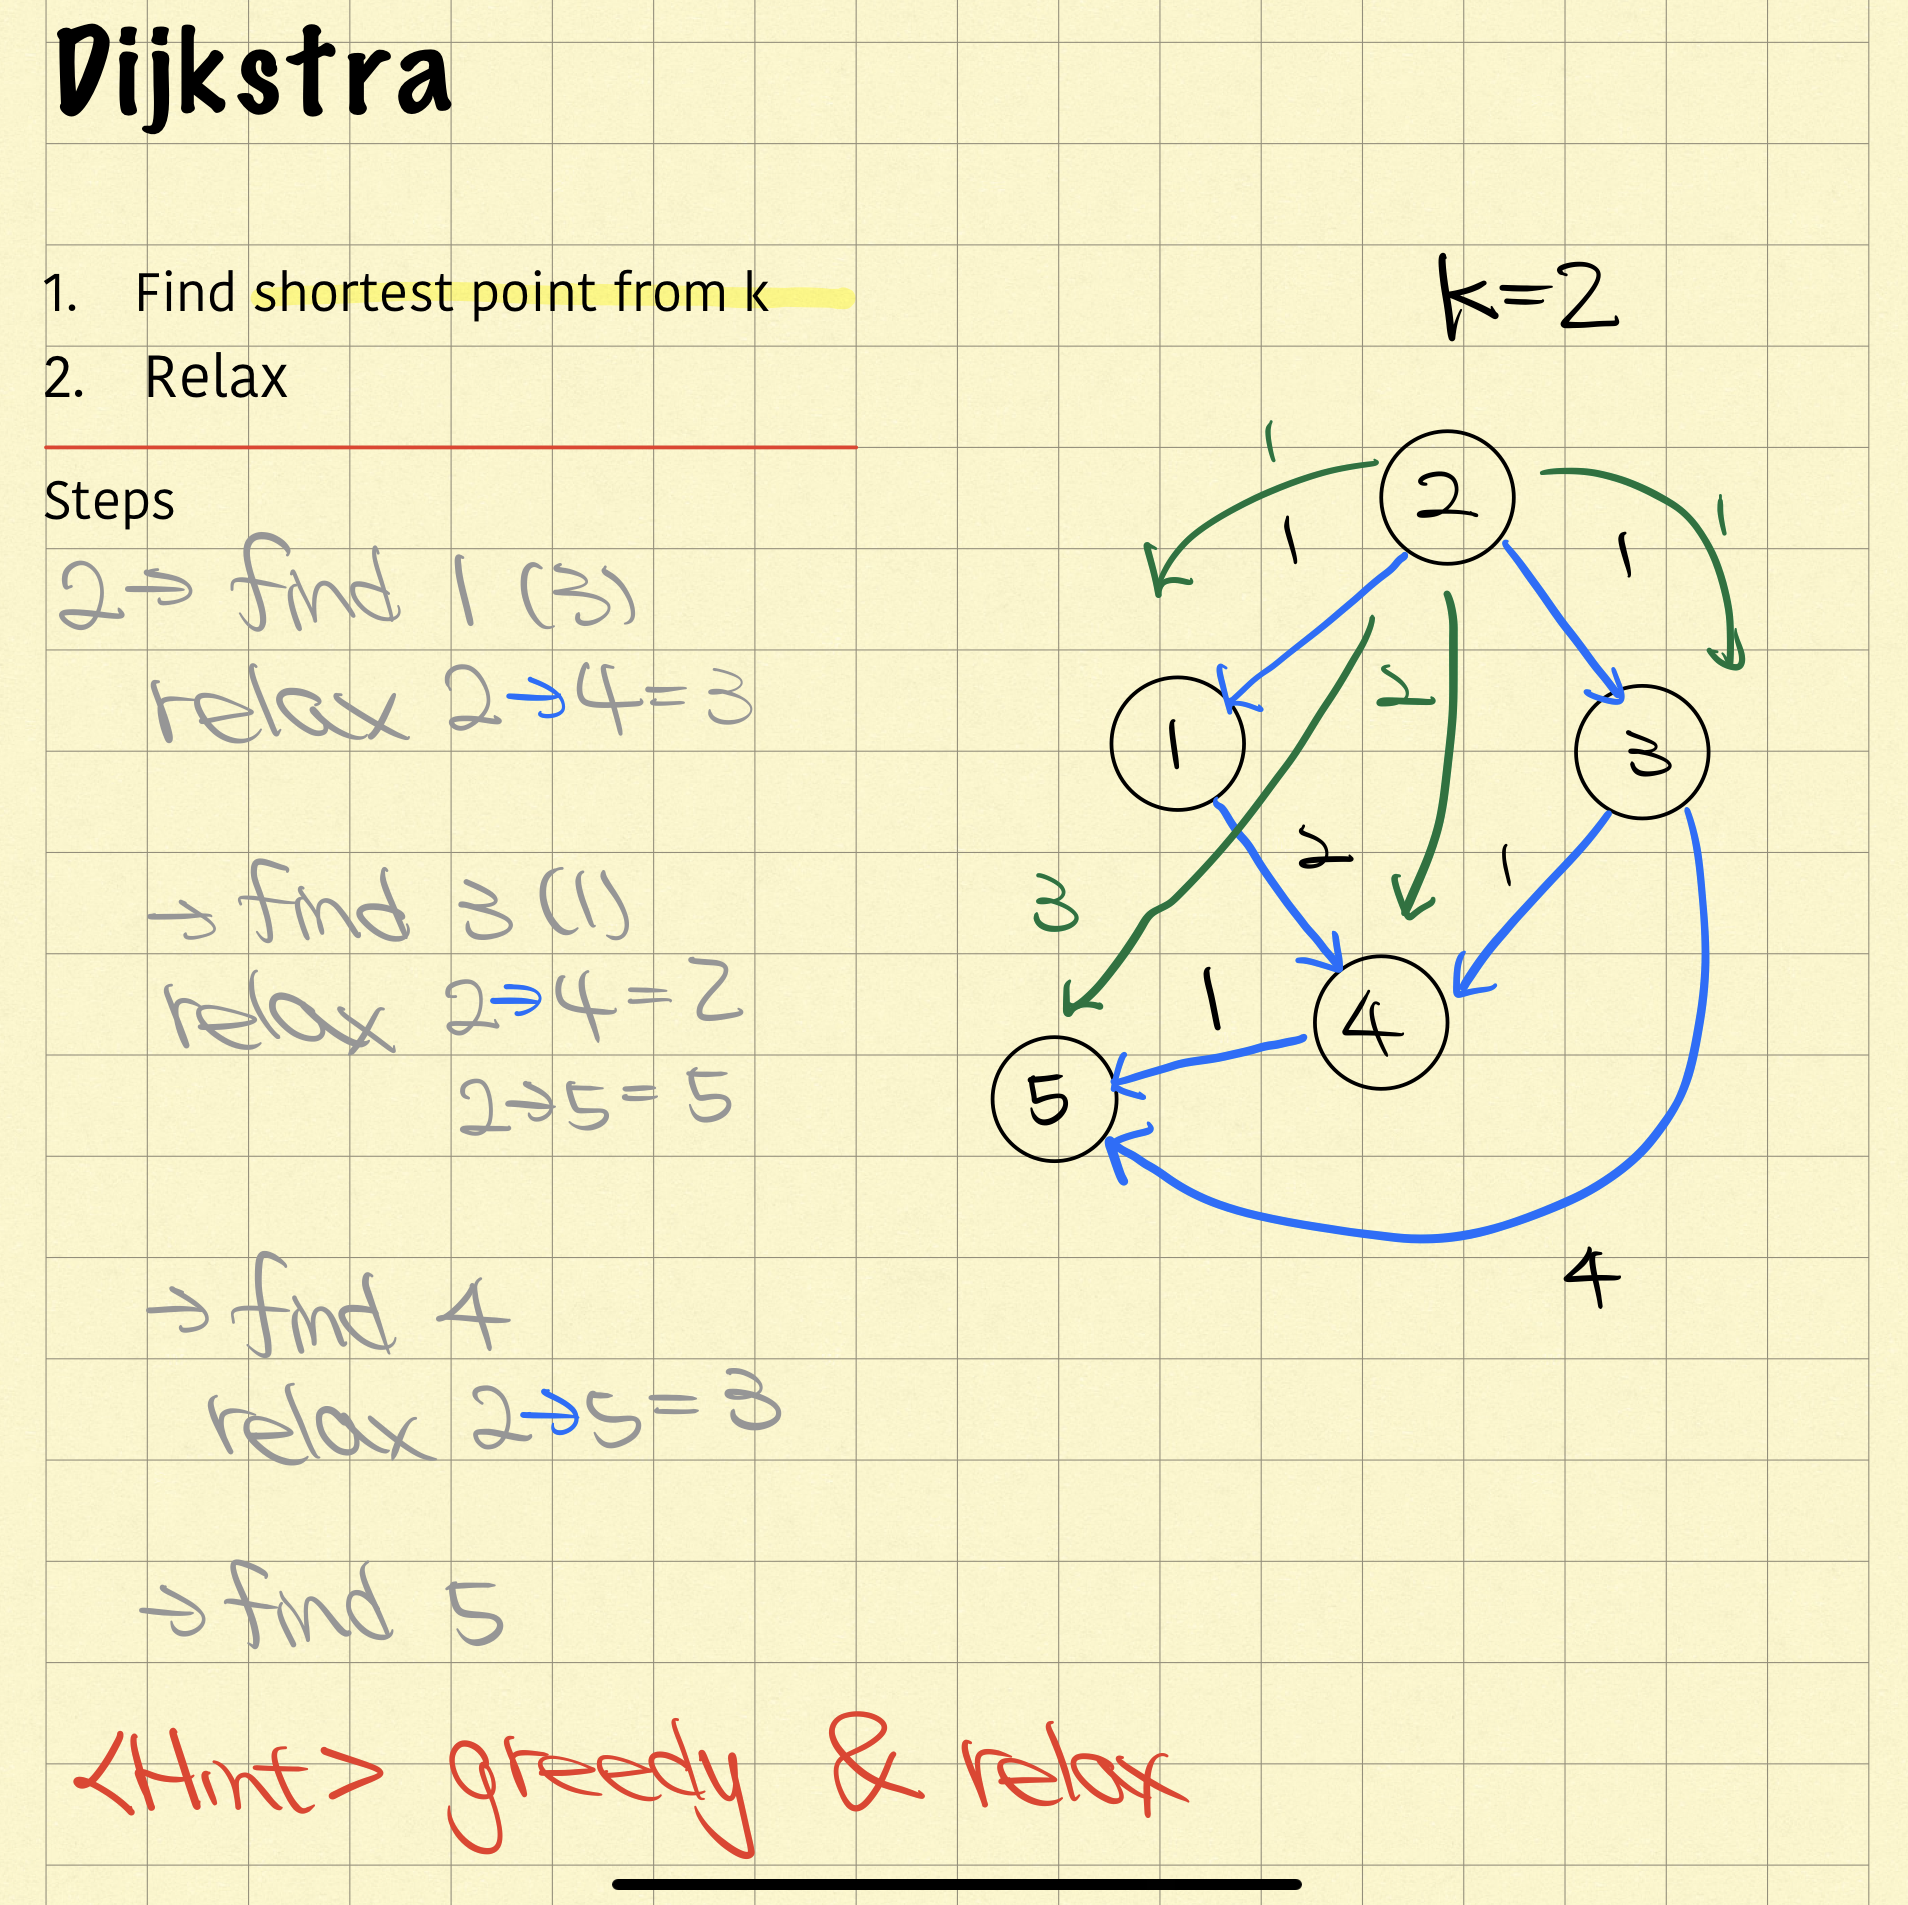 Dijkstra
1. Find shortest point from k
2. Relax
Steps
2→ find 1 (3)
relax 2→4=3
→ find 3 (1)
relax 2→4=2
2→5=5
→ find 4
relax 2→5=3
→ find 5
<Hint> greedy & relax
k=2
1
2
1
1
1
2
1
3
2
1
3
1
4
5
4